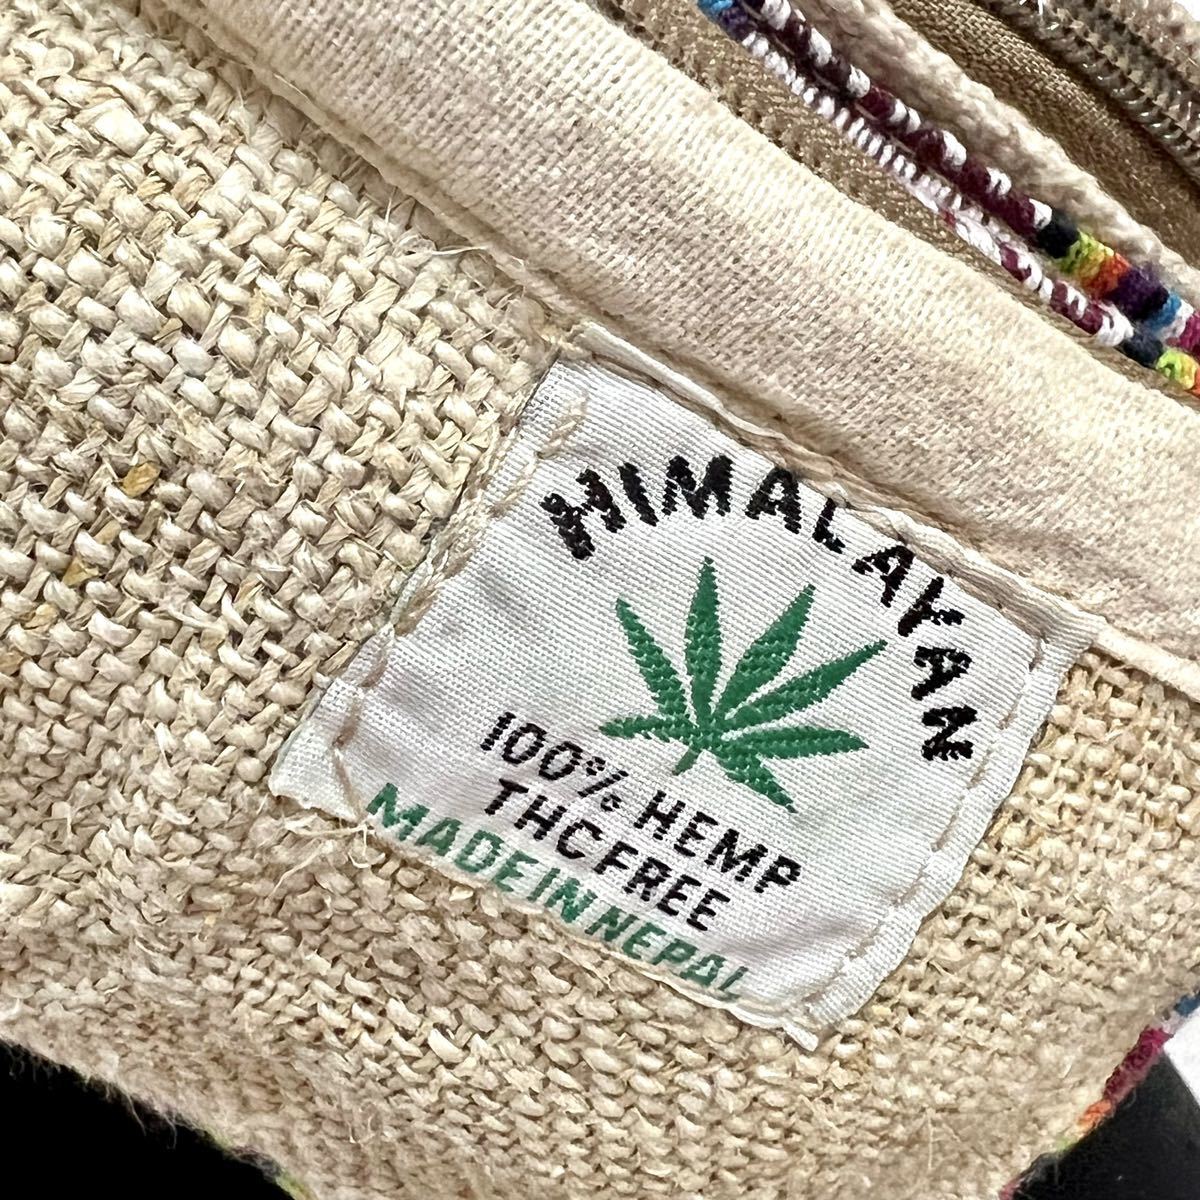 HIMALAYAN
100% HEMP
THC FREE
MADE IN NEPAL